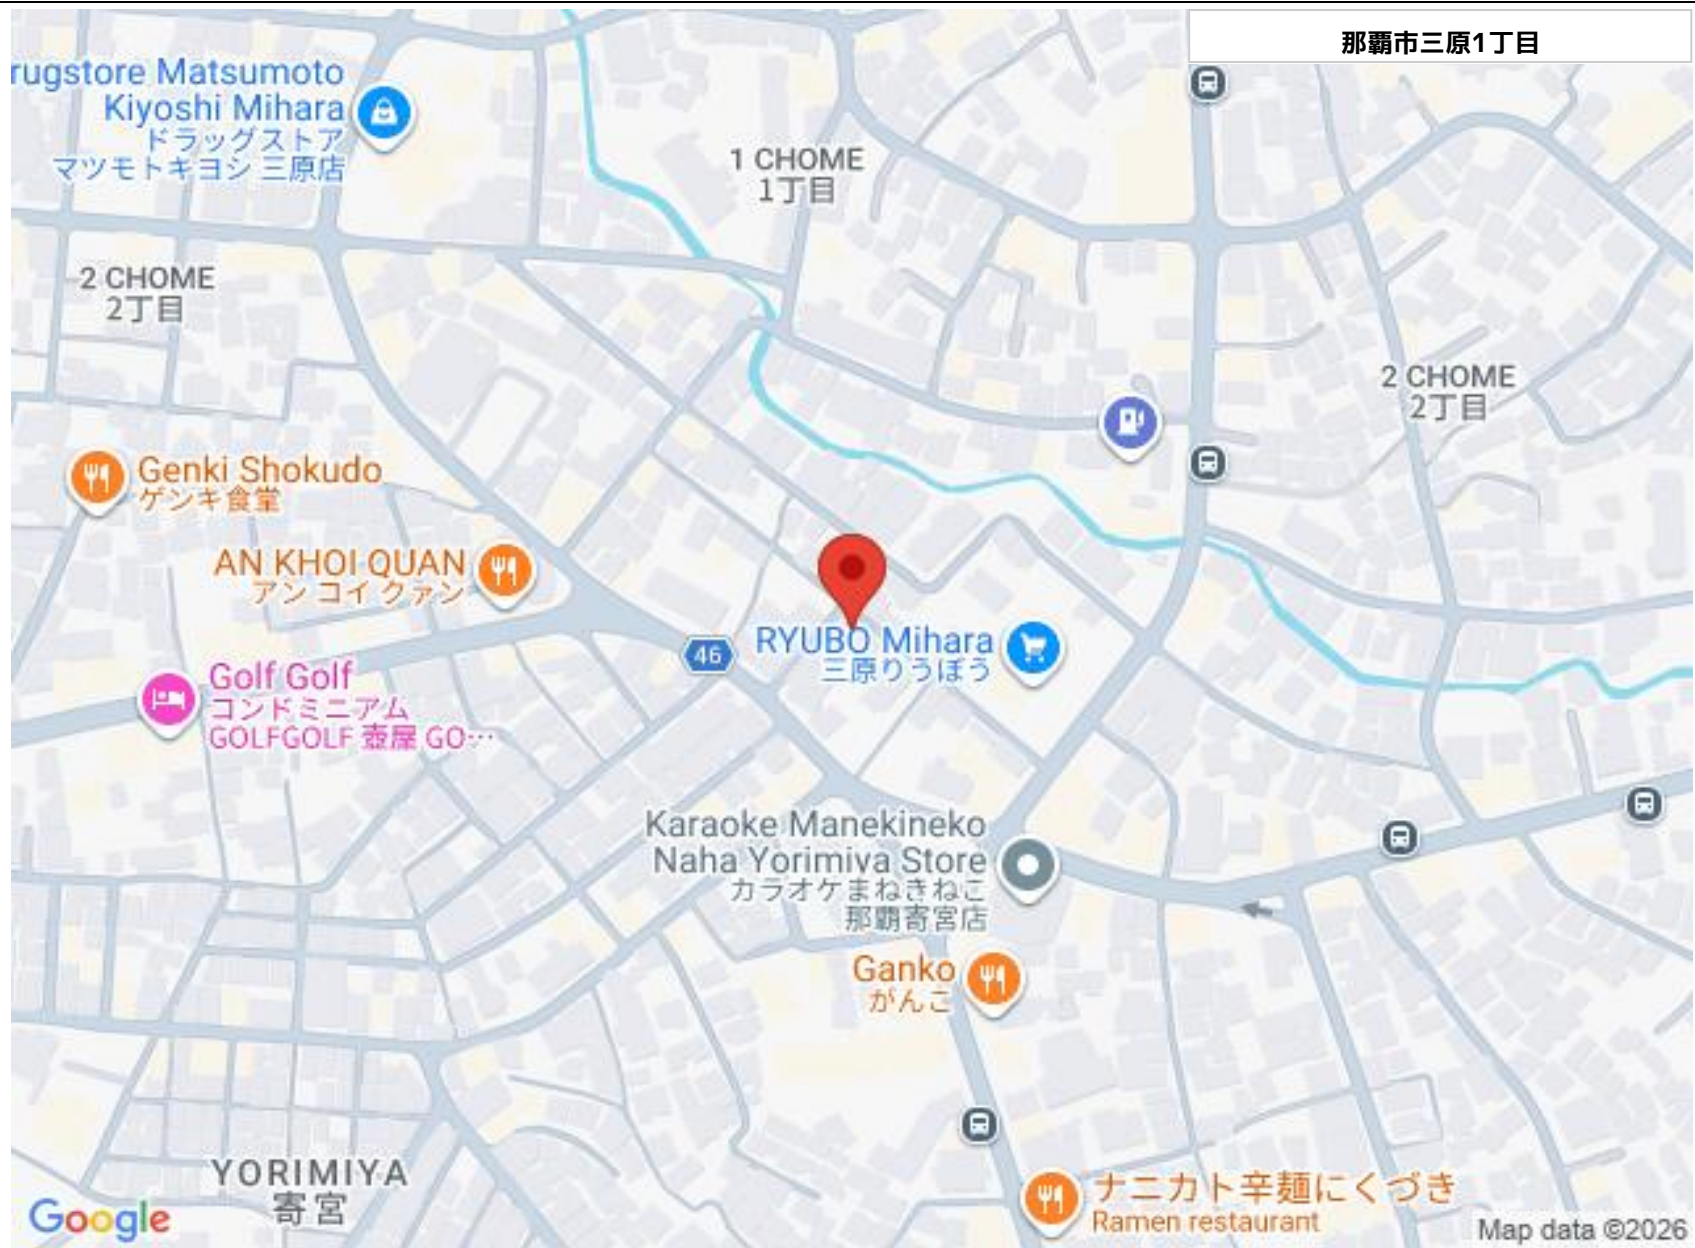 那覇市三原1丁目
rugstore Matsumoto
Kiyoshi Mihara
ドラッグストア
マツモトキヨシ 三原店
1 CHOME
1丁目
2 CHOME
2丁目
2 CHOME
2丁目
Genki Shokudo
ゲンキ食堂
AN KHOI QUAN
アン コイ クァン
46
RYUBO Mihara
三原りうぼう
Golf Golf
コンドミニアム
GOLFGOLF 壺屋 GO…
Karaoke Manekineko
Naha Yorimiya Store
カラオケまねきねこ
那覇寄宮店
Ganko
がんこ
YORIMIYA
寄宮
ナニカト辛麺にくづき
Ramen restaurant
Google
Map data ©2026